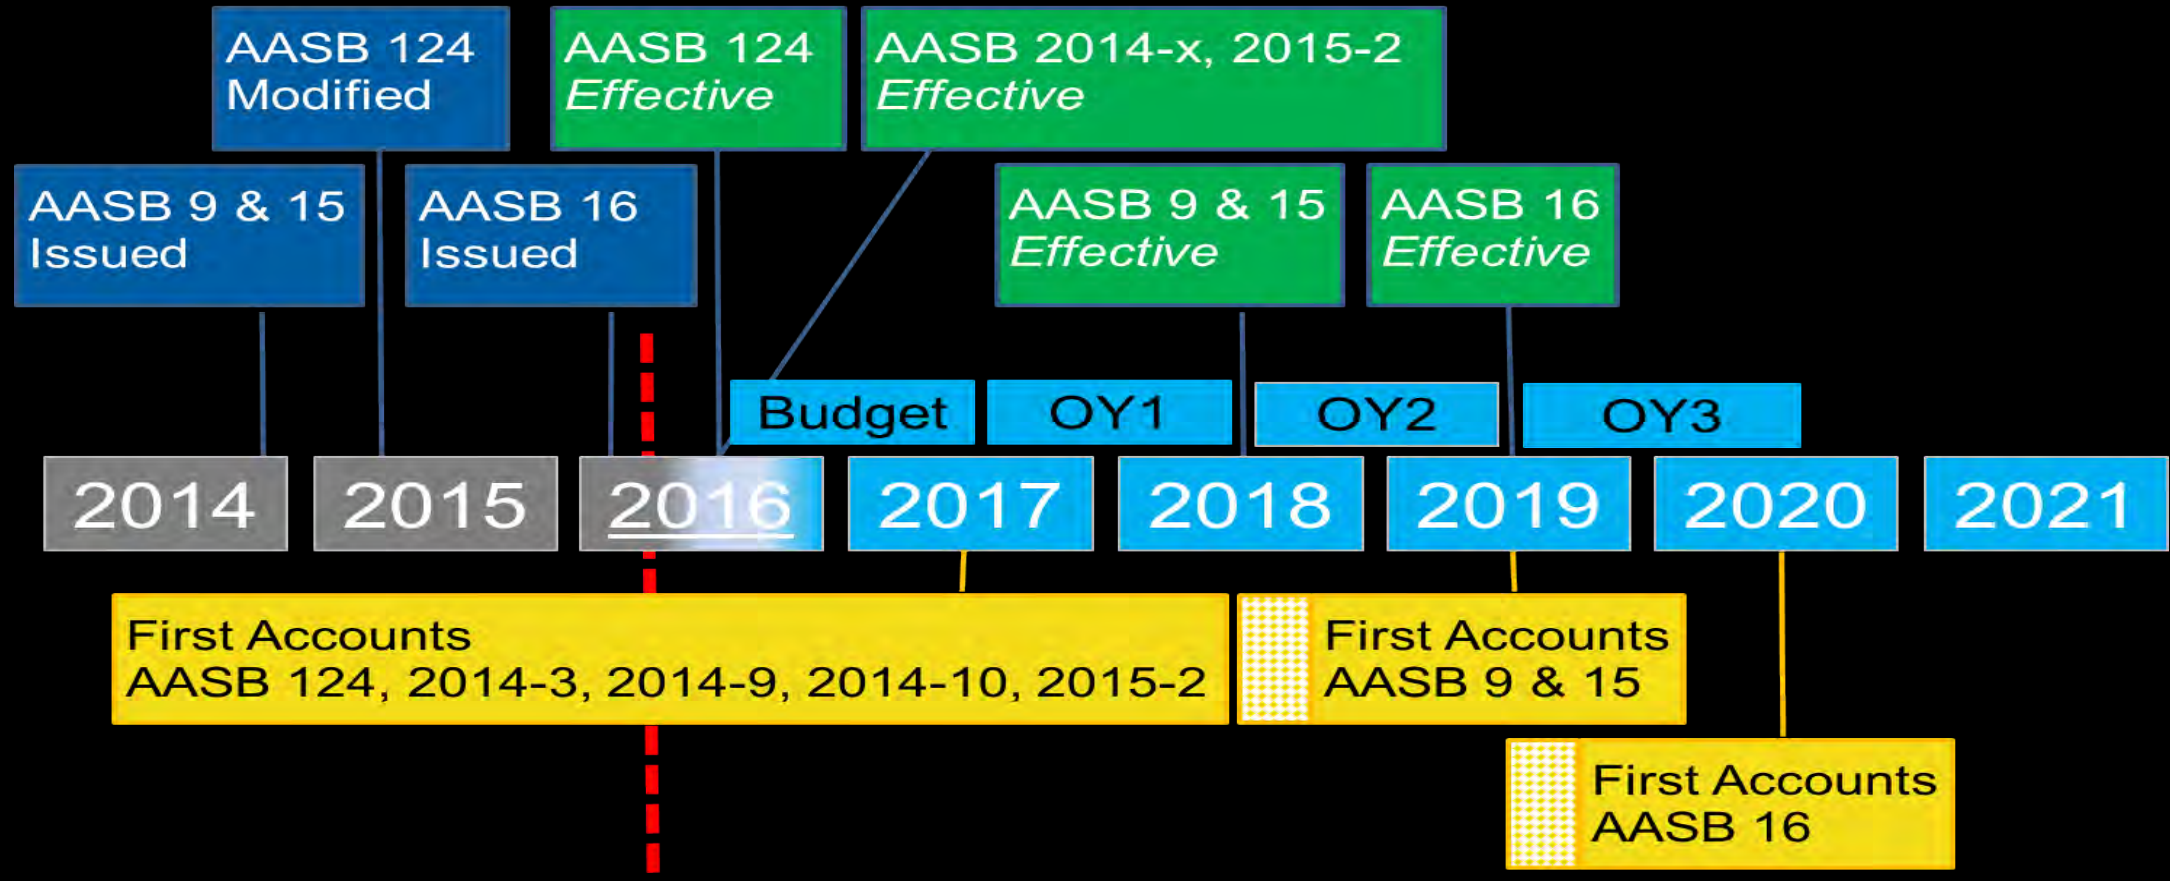 AASB 124
Modified
AASB 124
Effective
AASB 2014-x, 2015-2
Effective
AASB 9 & 15
Issued
AASB 16
Issued
AASB 9 & 15
Effective
AASB 16
Effective
Budget
OY1
OY2
OY3
2014
2015
2016
2017
2018
2019
2020
2021
First Accounts
AASB 124, 2014-3, 2014-9, 2014-10, 2015-2
First Accounts
AASB 9 & 15
First Accounts
AASB 16